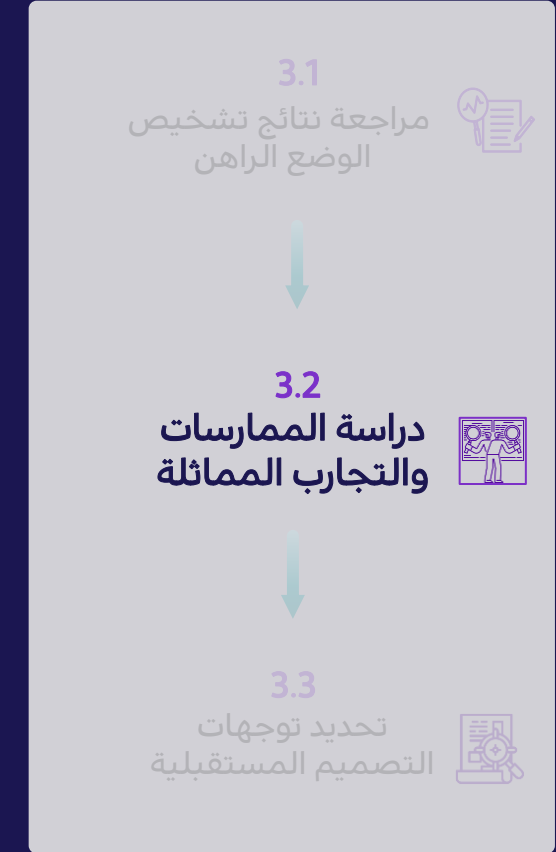 3.1
مراجعة نتائج تشخيص
الوضع الراهن
3.2
دراسة الممارسات
والتجارب المماثلة
3.3
تحديد توجهات
التصميم المستقبلية